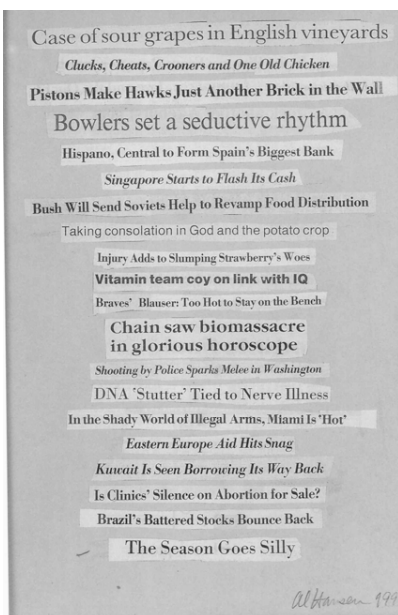 Case of sour grapes in English vineyards
Clucks, Cheats, Crooners and One Old Chicken
Pistons Make Hawks Just Another Brick in the Wall
Bowlers set a seductive rhythm
Hispano, Central to Form Spain's Biggest Bank
Singapore Starts to Flash Its Cash
Bush Will Send Soviets Help to Revamp Food Distribution
Taking consolation in God and the potato crop
Injury Adds to Slumping Strawberry's Woes
Vitamin team coy on link with IQ
Braves' Blauser: Too Hot to Stay on the Bench
Chain saw biomassacre
in glorious horoscope
Shooting by Police Sparks Melee in Washington
DNA 'Stutter' Tied to Nerve Illness
In the Shady World of Illegal Arms, Miami Is 'Hot'
Eastern Europe Aid Hits Snag
Kuwait Is Seen Borrowing Its Way Back
Is Clinics' Silence on Abortion for Sale?
Brazil's Battered Stocks Bounce Back
The Season Goes Silly
Al Hansen